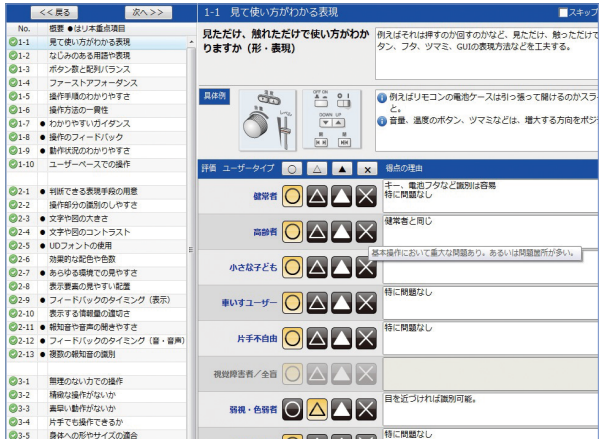 << 戻る
次へ >>
1-1 見て使い方がわかる表現
スキップ
No. 概要 ●は リ本重点項目
1-1 見て使い方がわかる表現
1-2 なじみのある用語や表現
1-3 ボタン数と配列バランス
1-4 ファーストアフォーダンス
1-5 操作手順のわかりやすさ
1-6 操作方法の一貫性
1-7 ● わかりやすいガイダンス
1-8 ● 操作のフィードバック
1-9 ● 動作状況のわかりやすさ
1-10 ユーザーペースでの操作
2-1 ● 判断できる表現手段の用意
2-2 操作部分の識別のしやすさ
2-3 ● 文字や図の大きさ
2-4 ● 文字や図のコントラスト
2-5 ● UDフォントの使用
2-6 効果的な配色や色数
2-7 ● あらゆる環境での見やすさ
2-8 表示要素の見やすい配置
2-9 ● フィードバックのタイミング（表示）
2-10 表示する情報量の適切さ
2-11 ● 報知音や音声の聞きやすさ
2-12 ● フィードバックのタイミング（音・音声）
2-13 ● 複数の報知音の識別
3-1 無理のない力での操作
3-2 精緻な操作がないか
3-3 素早い動作がないか
3-4 片手でも操作できるか
3-5 身体への形やサイズの適合
見ただけ、触れただけで使い方がわか
りますか（形・表現）
例えばそれは押すのか回すのかなど、見ただけ、触っただけで
タン、フタ、ツマミ、GUIの表現方法などを工夫する。
具体例
OFF ON
DOWN UP
例えばリモコンの電池ケースは引っ張って開けるのかスラ
と。
音量、温度のボタン、ツマミなどは、増大する方向をポジ
評価 ユーザータイプ ○ △ ▲ x 得点の理由
健常者
キー、電池フタなど識別は容易
特に問題なし
高齢者
健常者と同じ
基本操作において重大な問題あり。あるいは問題箇所が多い。
小さな子ども
車いすユーザー
特に問題なし
片手不自由
特に問題なし
視覚障害者／全盲
弱視・色弱者
目を近づければ識別可能。
特に問題なし